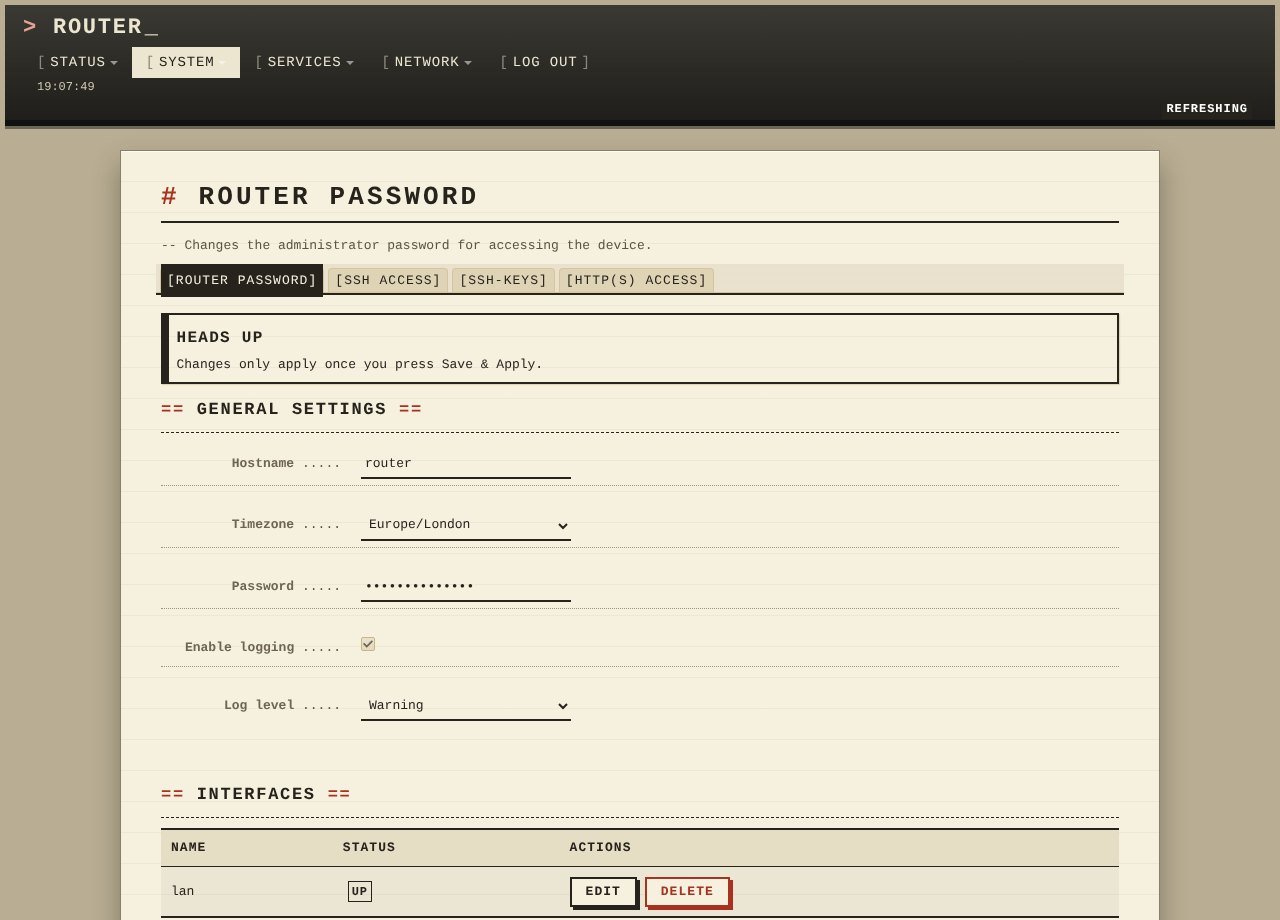 > ROUTER_
[ STATUS [ SYSTEM [ SERVICES [ NETWORK [ LOG OUT ]
19:07:49
REFRESHING
# ROUTER PASSWORD
-- Changes the administrator password for accessing the device.
[ROUTER PASSWORD] [SSH ACCESS] [SSH-KEYS] [HTTP(S) ACCESS]
HEADS UP
Changes only apply once you press Save & Apply.
== GENERAL SETTINGS ==
Hostname ..... router
Timezone ..... Europe/London
Password ..... ••••••••••••••
Enable logging .....
Log level ..... Warning
== INTERFACES ==
NAME STATUS ACTIONS
lan UP EDIT DELETE